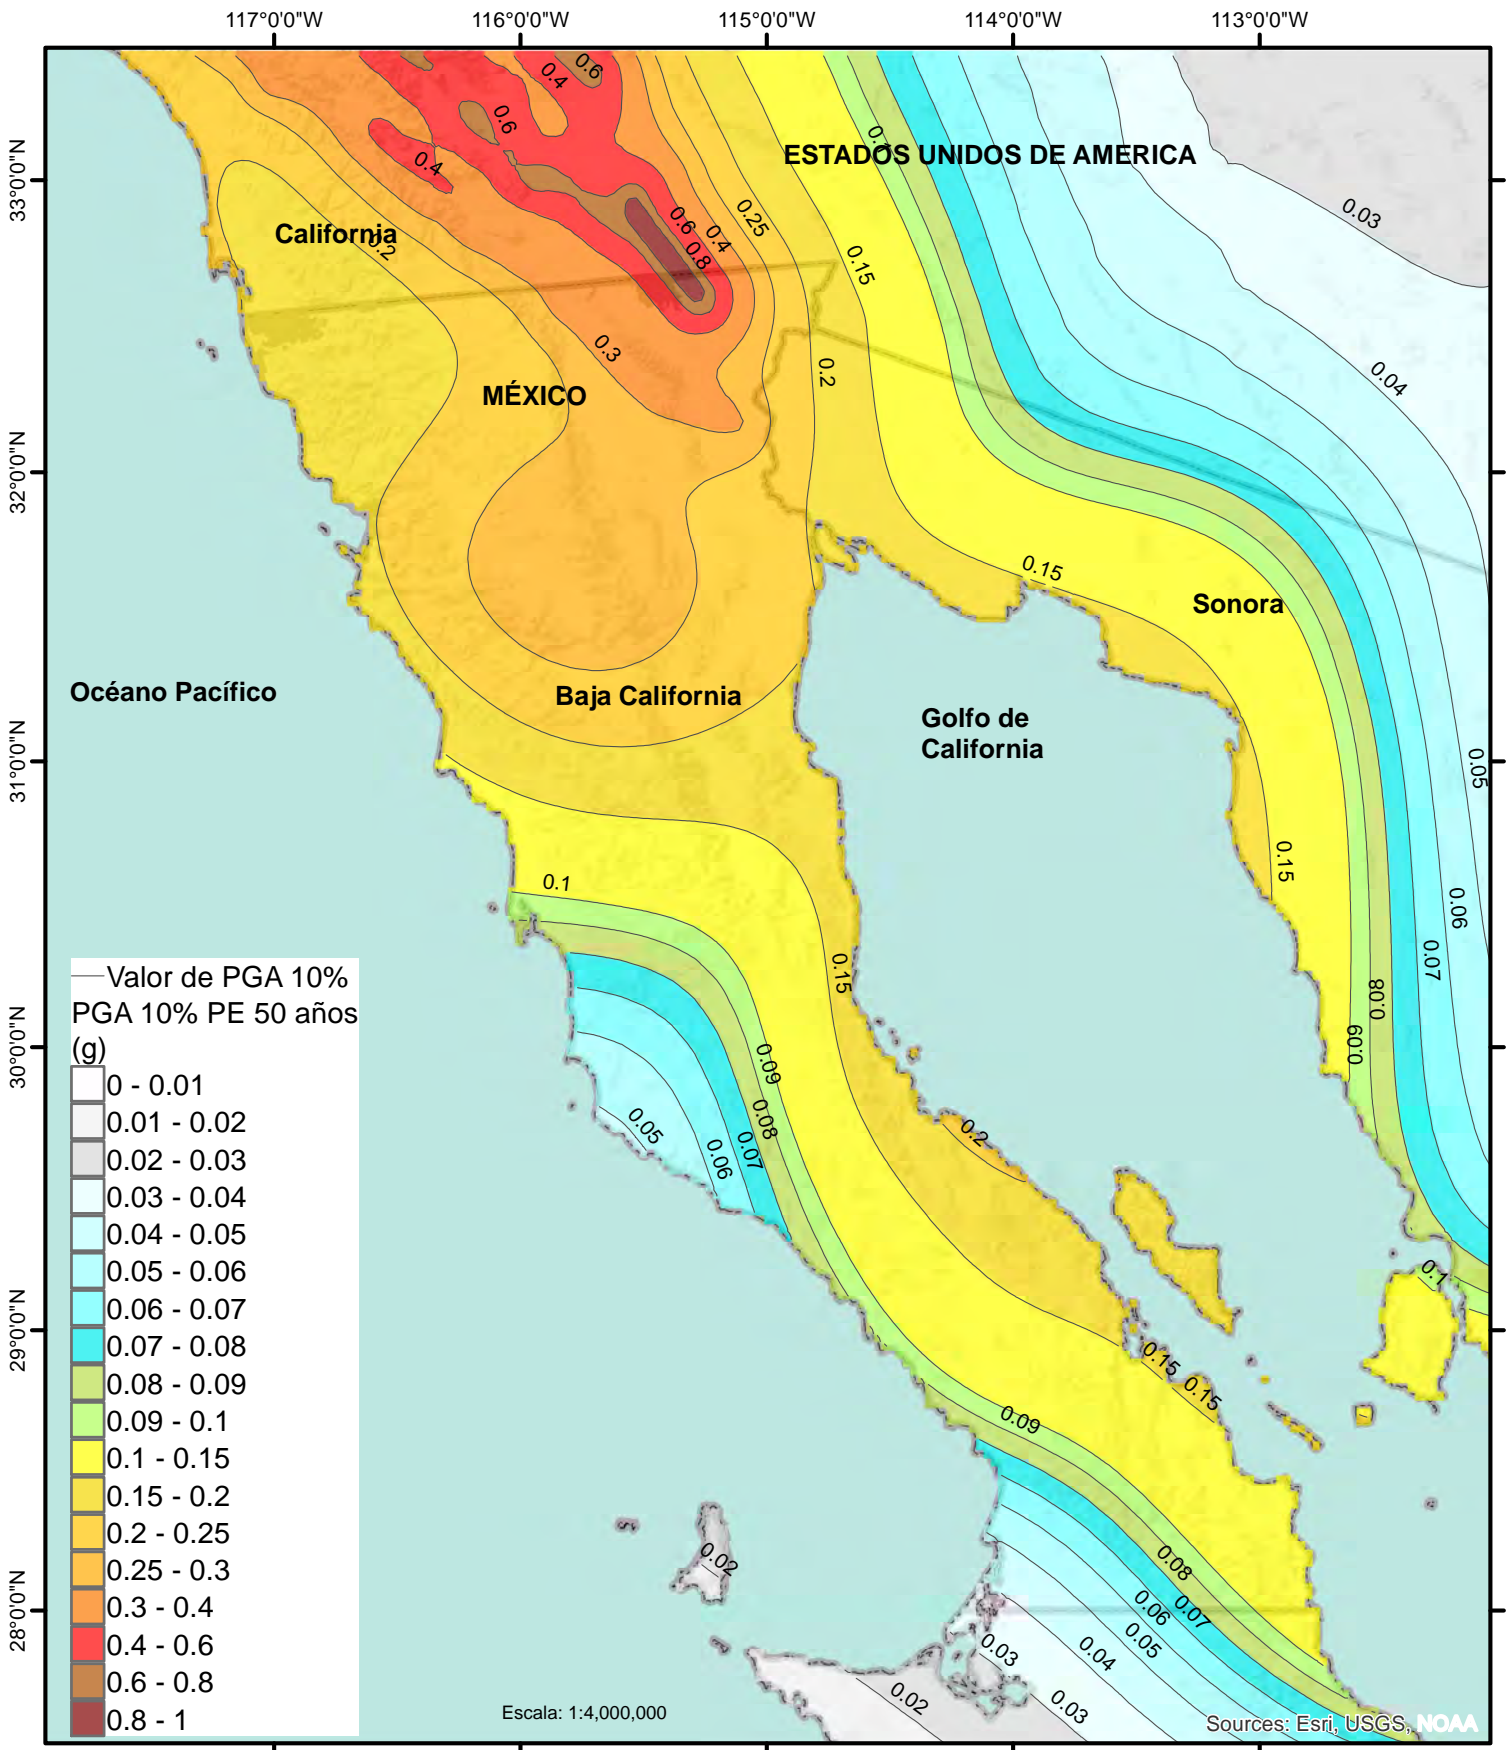 117°0'0"W
116°0'0"W
115°0'0"W
114°0'0"W
113°0'0"W
33°0'0"N
32°0'0"N
31°0'0"N
30°0'0"N
29°0'0"N
28°0'0"N
0.6
0.4
0.6
0.4
0.1
ESTADOS UNIDOS DE AMERICA
0.03
California
0.2
0.6
0.4
0.25
0.8
0.15
0.3
0.2
0.04
MÉXICO
0.15
Sonora
Océano Pacífico
Baja California
Golfo de
California
0.05
0.1
0.15
0.06
0.07
0.15
0.08
0.09
0.09
0.08
0.07
0.06
0.05
0.2
0.1
0.15
0.15
0.09
0.02
0.08
0.07
0.06
0.05
0.04
0.03
0.03
0.02
Valor de PGA 10%
PGA 10% PE 50 años
(g)
0 - 0.01
0.01 - 0.02
0.02 - 0.03
0.03 - 0.04
0.04 - 0.05
0.05 - 0.06
0.06 - 0.07
0.07 - 0.08
0.08 - 0.09
0.09 - 0.1
0.1 - 0.15
0.15 - 0.2
0.2 - 0.25
0.25 - 0.3
0.3 - 0.4
0.4 - 0.6
0.6 - 0.8
0.8 - 1
Escala: 1:4,000,000
Sources: Esri, USGS, NOAA